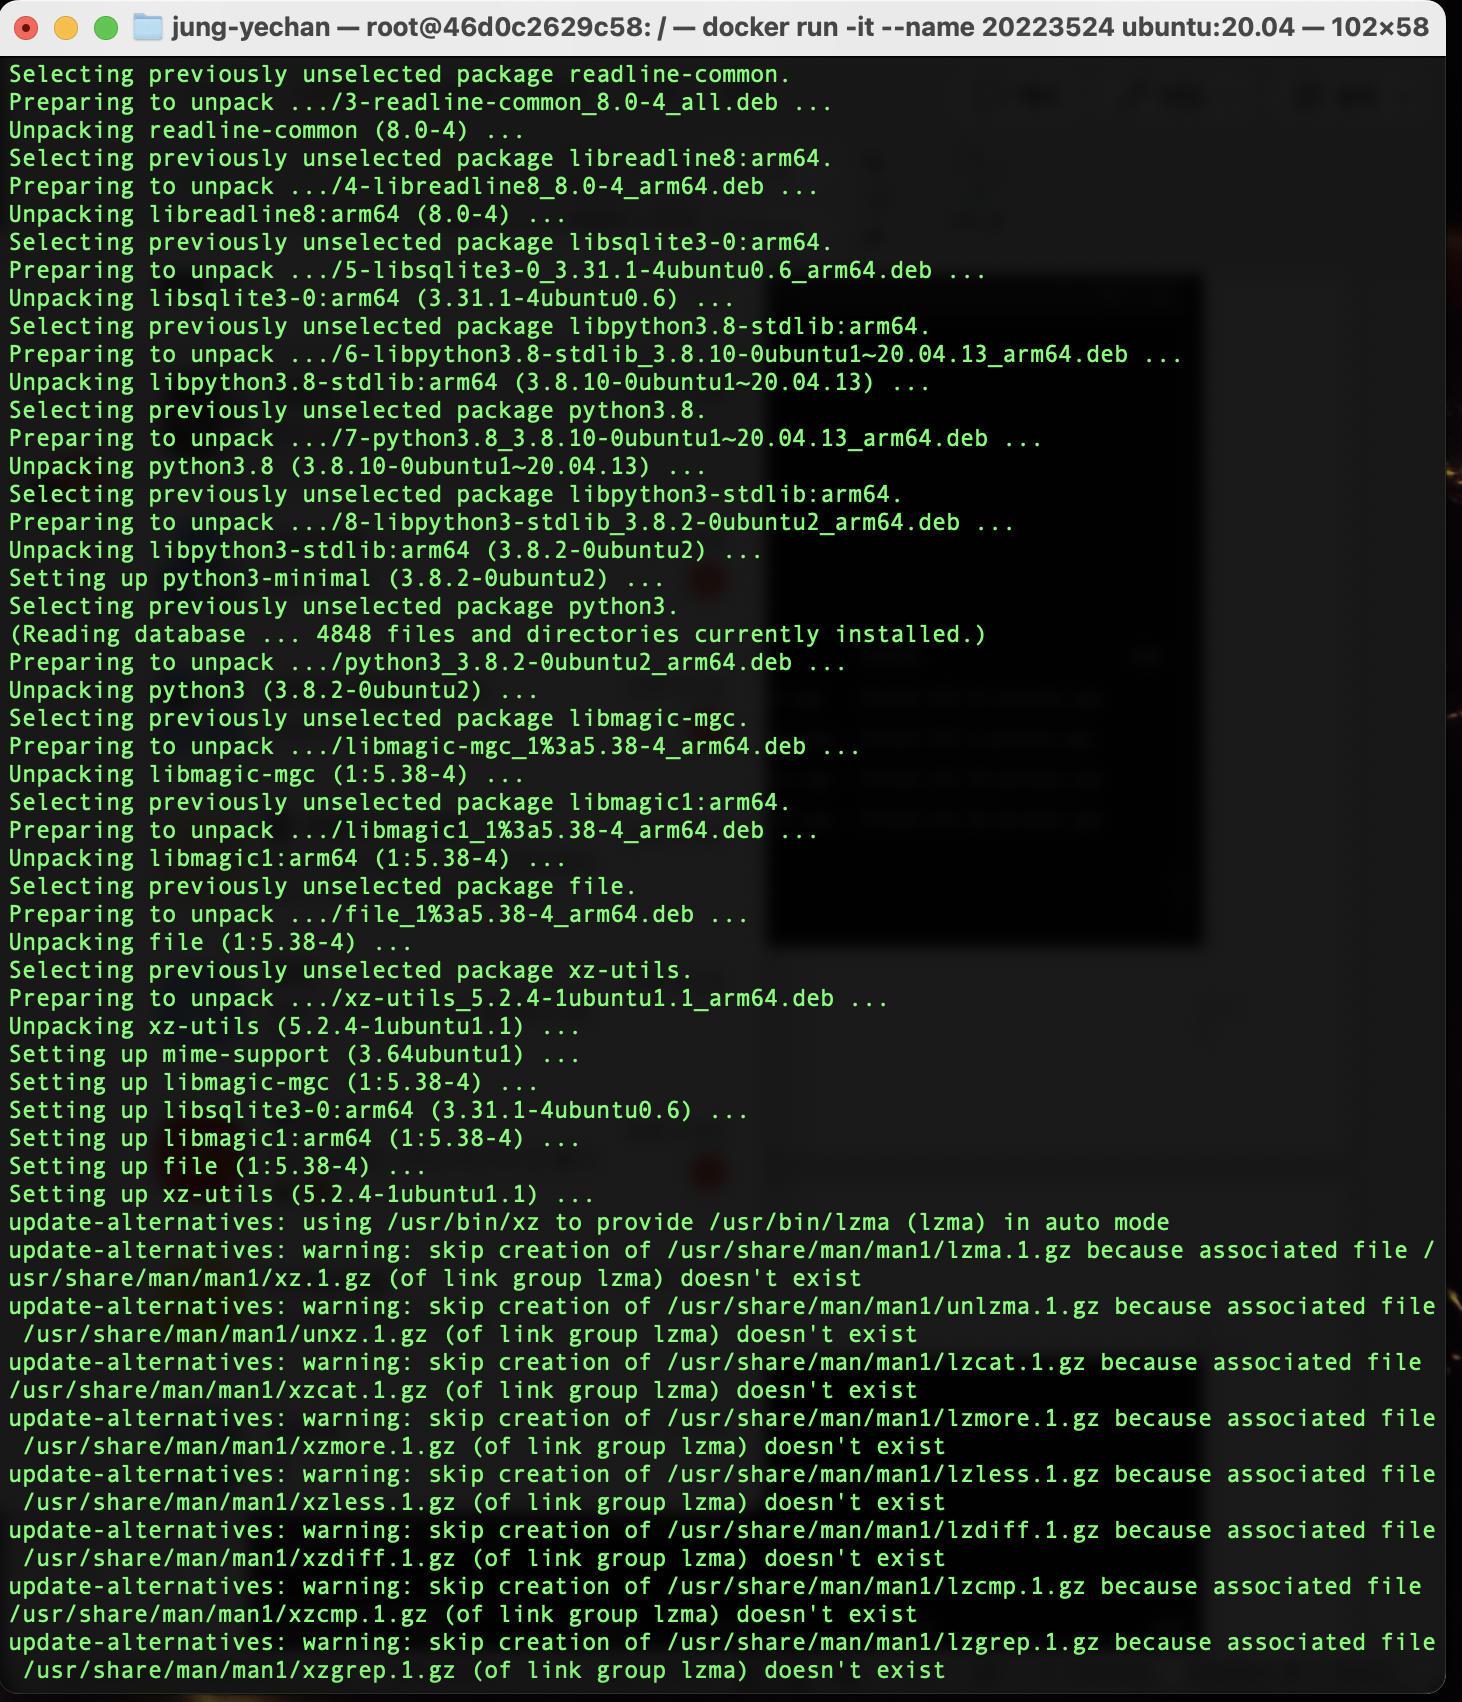 jung-yechan — root@46d0c2629c58: / — docker run -it --name 20223524 ubuntu:20.04 — 102×58
Selecting previously unselected package readline-common.
Preparing to unpack .../3-readline-common_8.0-4_all.deb ...
Unpacking readline-common (8.0-4) ...
Selecting previously unselected package libreadline8:arm64.
Preparing to unpack .../4-libreadline8_8.0-4_arm64.deb ...
Unpacking libreadline8:arm64 (8.0-4) ...
Selecting previously unselected package libsqlite3-0:arm64.
Preparing to unpack .../5-libsqlite3-0_3.31.1-4ubuntu0.6_arm64.deb ...
Unpacking libsqlite3-0:arm64 (3.31.1-4ubuntu0.6) ...
Selecting previously unselected package libpython3.8-stdlib:arm64.
Preparing to unpack .../6-libpython3.8-stdlib_3.8.10-0ubuntu1~20.04.13_arm64.deb ...
Unpacking libpython3.8-stdlib:arm64 (3.8.10-0ubuntu1~20.04.13) ...
Selecting previously unselected package python3.8.
Preparing to unpack .../7-python3.8_3.8.10-0ubuntu1~20.04.13_arm64.deb ...
Unpacking python3.8 (3.8.10-0ubuntu1~20.04.13) ...
Selecting previously unselected package libpython3-stdlib:arm64.
Preparing to unpack .../8-libpython3-stdlib_3.8.2-0ubuntu2_arm64.deb ...
Unpacking libpython3-stdlib:arm64 (3.8.2-0ubuntu2) ...
Setting up python3-minimal (3.8.2-0ubuntu2) ...
Selecting previously unselected package python3.
(Reading database ... 4848 files and directories currently installed.)
Preparing to unpack .../python3_3.8.2-0ubuntu2_arm64.deb ...
Unpacking python3 (3.8.2-0ubuntu2) ...
Selecting previously unselected package libmagic-mgc.
Preparing to unpack .../libmagic-mgc_1%3a5.38-4_arm64.deb ...
Unpacking libmagic-mgc (1:5.38-4) ...
Selecting previously unselected package libmagic1:arm64.
Preparing to unpack .../libmagic1_1%3a5.38-4_arm64.deb ...
Unpacking libmagic1:arm64 (1:5.38-4) ...
Selecting previously unselected package file.
Preparing to unpack .../file_1%3a5.38-4_arm64.deb ...
Unpacking file (1:5.38-4) ...
Selecting previously unselected package xz-utils.
Preparing to unpack .../xz-utils_5.2.4-1ubuntu1.1_arm64.deb ...
Unpacking xz-utils (5.2.4-1ubuntu1.1) ...
Setting up mime-support (3.64ubuntu1) ...
Setting up libmagic-mgc (1:5.38-4) ...
Setting up libsqlite3-0:arm64 (3.31.1-4ubuntu0.6) ...
Setting up libmagic1:arm64 (1:5.38-4) ...
Setting up file (1:5.38-4) ...
Setting up xz-utils (5.2.4-1ubuntu1.1) ...
update-alternatives: using /usr/bin/xz to provide /usr/bin/lzma (lzma) in auto mode
update-alternatives: warning: skip creation of /usr/share/man/man1/lzma.1.gz because associated file /
usr/share/man/man1/xz.1.gz (of link group lzma) doesn't exist
update-alternatives: warning: skip creation of /usr/share/man/man1/unlzma.1.gz because associated file
 /usr/share/man/man1/unxz.1.gz (of link group lzma) doesn't exist
update-alternatives: warning: skip creation of /usr/share/man/man1/lzcat.1.gz because associated file
/usr/share/man/man1/xzcat.1.gz (of link group lzma) doesn't exist
update-alternatives: warning: skip creation of /usr/share/man/man1/lzmore.1.gz because associated file
 /usr/share/man/man1/xzmore.1.gz (of link group lzma) doesn't exist
update-alternatives: warning: skip creation of /usr/share/man/man1/lzless.1.gz because associated file
 /usr/share/man/man1/xzless.1.gz (of link group lzma) doesn't exist
update-alternatives: warning: skip creation of /usr/share/man/man1/lzdiff.1.gz because associated file
 /usr/share/man/man1/xzdiff.1.gz (of link group lzma) doesn't exist
update-alternatives: warning: skip creation of /usr/share/man/man1/lzcmp.1.gz because associated file
/usr/share/man/man1/xzcmp.1.gz (of link group lzma) doesn't exist
update-alternatives: warning: skip creation of /usr/share/man/man1/lzgrep.1.gz because associated file
 /usr/share/man/man1/xzgrep.1.gz (of link group lzma) doesn't exist